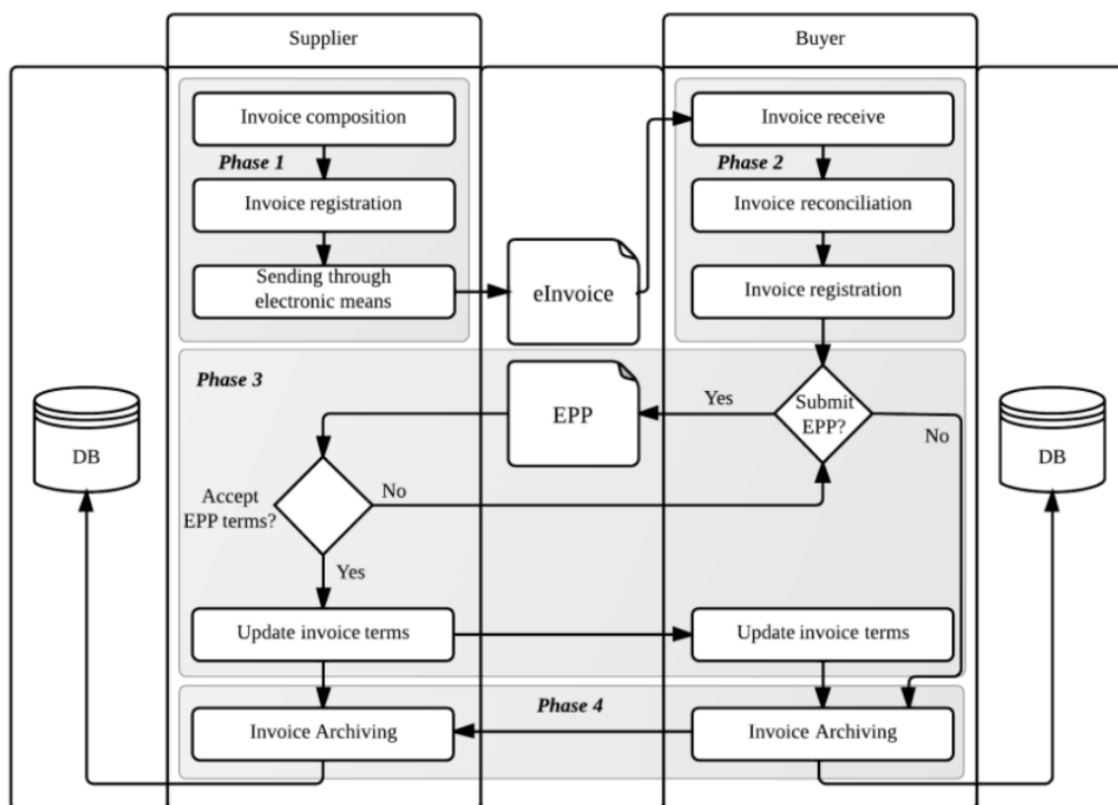 Supplier
Buyer
Invoice composition
Phase 1
Invoice registration
Sending through
electronic means
eInvoice
Invoice receive
Phase 2
Invoice reconciliation
Invoice registration
Phase 3
EPP
Yes
Submit
EPP?
No
DB
DB
Accept
EPP terms?
No
Yes
Update invoice terms
Update invoice terms
Phase 4
Invoice Archiving
Invoice Archiving